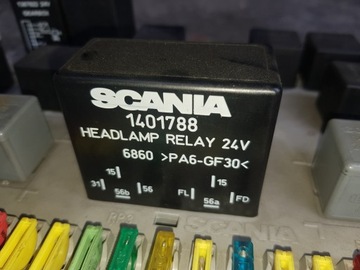 SCANIA
1401788
HEADLAMP RELAY 24V
6860 >PA6-GF30<
15 15
31 56b 56 FL 56a FD